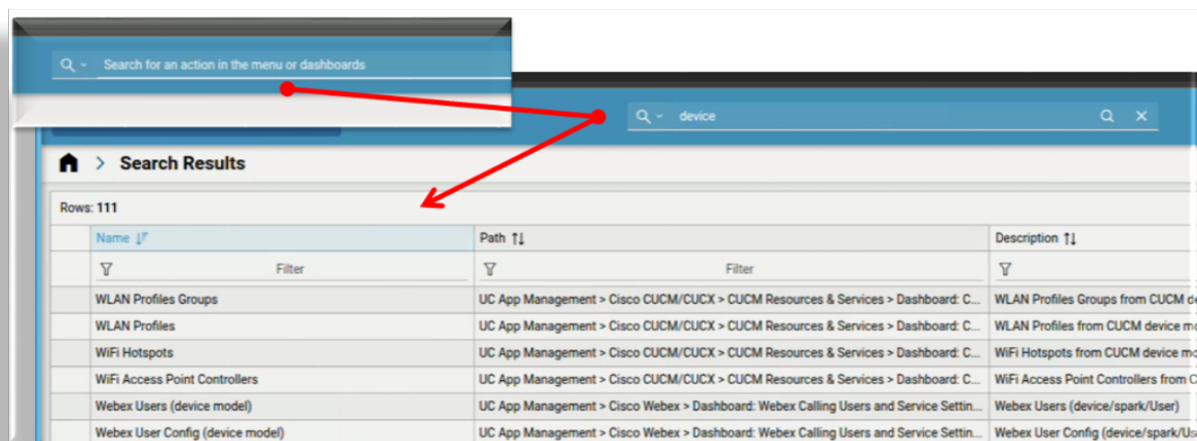 Search for an action in the menu or dashboards
device
Search Results
Rows: 111
Name Path Description
Filter Filter
WLAN Profiles Groups UC App Management > Cisco CUCM/CUCX > CUCM Resources & Services > Dashboard: C... WLAN Profiles Groups from CUCM
WLAN Profiles UC App Management > Cisco CUCM/CUCX > CUCM Resources & Services > Dashboard: C... WLAN Profiles from CUCM device
WiFi Hotspots UC App Management > Cisco CUCM/CUCX > CUCM Resources & Services > Dashboard: C... WiFi Hotspots from CUCM device
WiFi Access Point Controllers UC App Management > Cisco CUCM/CUCX > CUCM Resources & Services > Dashboard: C... WiFi Access Point Controllers from
Webex Users (device model) UC App Management > Cisco Webex > Dashboard: Webex Calling Users and Service Settin... Webex Users (device/spark/User)
Webex User Config (device model) UC App Management > Cisco Webex > Dashboard: Webex Calling Users and Service Settin... Webex User Config (device/spark/